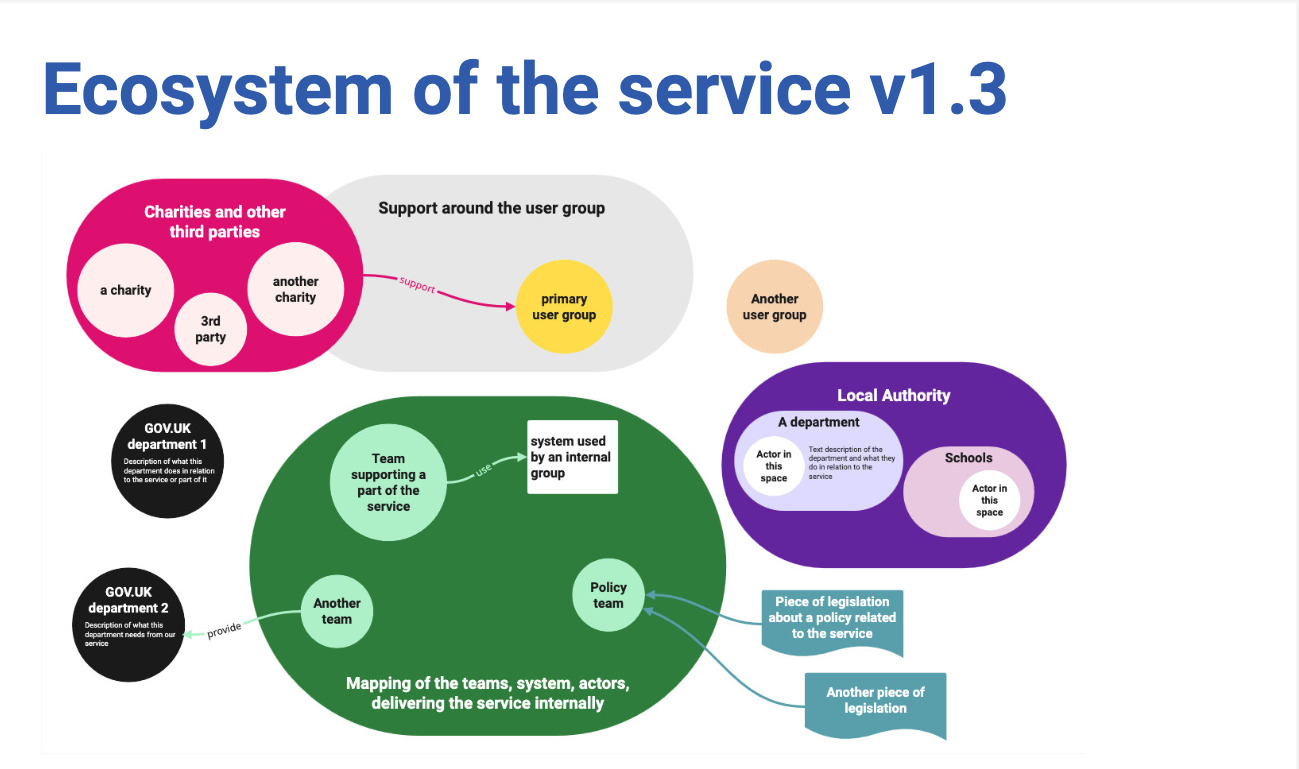 Ecosystem of the service v1.3
Charities and other
third parties
a charity
3rd
party
another
charity
Support around the user group
support
primary
user group
Another
user group
GOV.UK
department 1
Description of what this
department does in relation
to the service or part of it
Team
supporting a
part of the
service
use
system used
by an internal
group
Local Authority
A department
Actor in
this
space
Text description of the
department and what they
do in relation to the
service
Schools
Actor in
this
space
GOV.UK
department 2
Description of what this
department needs from our
service
provide
Another
team
Policy
team
Piece of legislation
about a policy related
to the service
Another piece of
legislation
Mapping of the teams, system, actors,
delivering the service internally